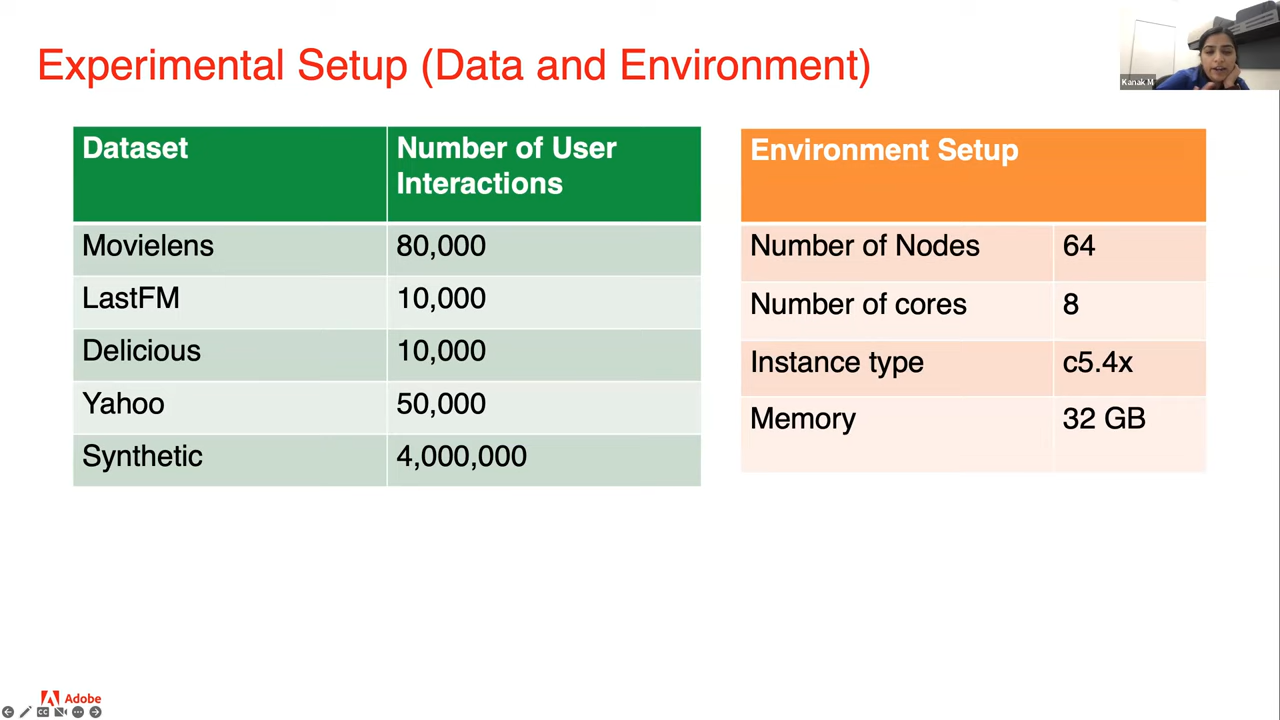 Experimental Setup (Data and Environment)
Kanak M
Dataset
Number of User
Interactions
Movielens
80,000
LastFM
10,000
Delicious
10,000
Yahoo
50,000
Synthetic
4,000,000
Environment Setup
Number of Nodes
64
Number of cores
8
Instance type
c5.4x
Memory
32 GB
Adobe
CC